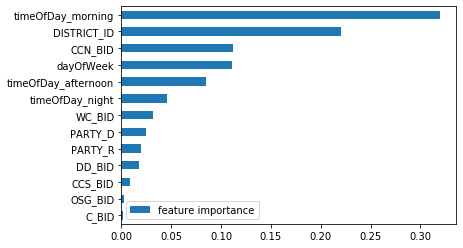 timeOfDay_morning
DISTRICT_ID
CCN_BID
dayOfWeek
timeOfDay_afternoon
timeOfDay_night
WC_BID
PARTY_D
PARTY_R
DD_BID
CCS_BID
OSG_BID
C_BID
feature importance
0.00 0.05 0.10 0.15 0.20 0.25 0.30